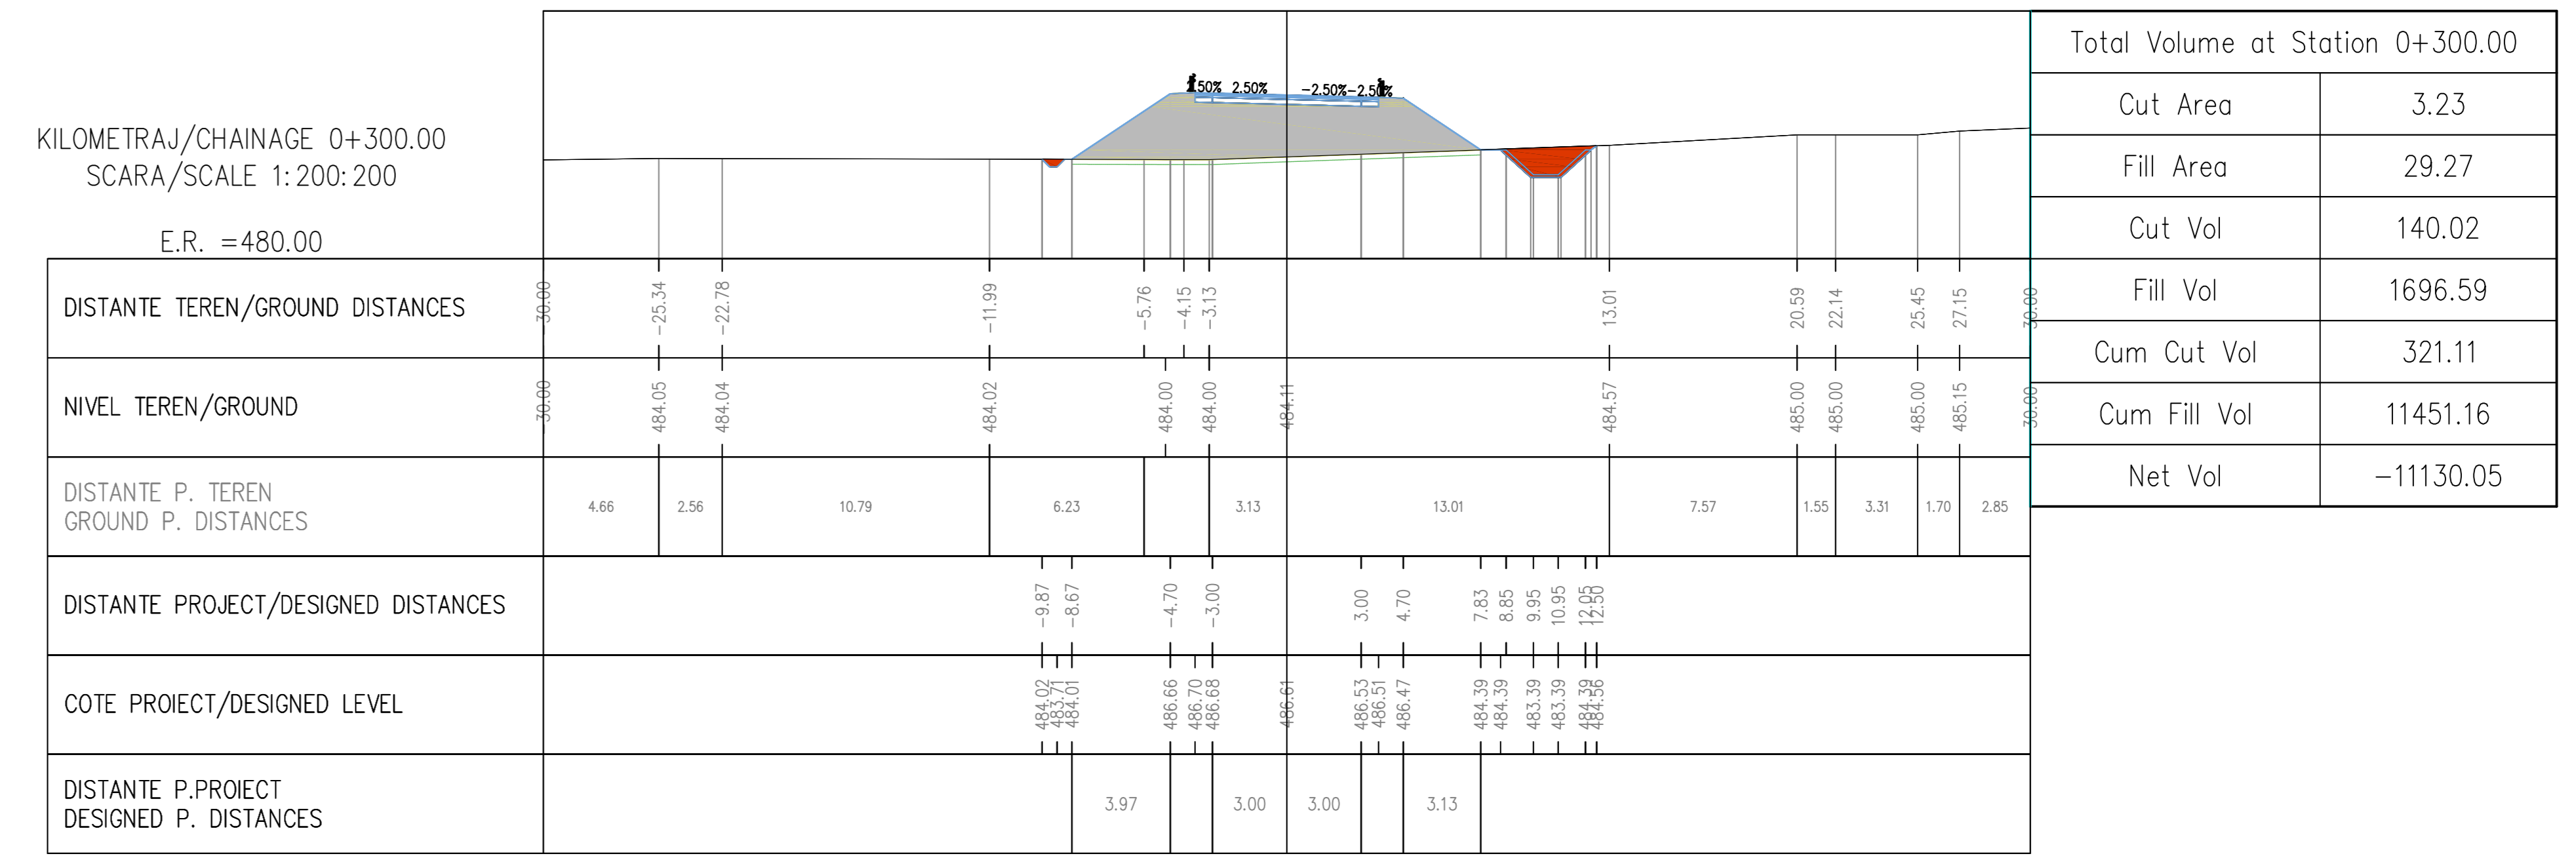 KILOMETRAJ/CHAINAGE 0+300.00
SCARA/SCALE 1:200:200
E.R. =480.00
2.50% -2.50%-2.50%
DISTANTE TEREN/GROUND DISTANCES
-30.00 -25.34 -22.78 -11.99 -5.76 -4.15 -3.13 13.01 20.59 22.14 25.45 27.15 30.00
NIVEL TEREN/GROUND
-30.00 484.05 484.04 484.02 484.00 484.00 484.11 484.57 485.00 485.00 485.00 485.15 30.00
DISTANTE P. TEREN
GROUND P. DISTANCES
4.66 2.56 10.79 6.23 3.13 13.01 7.57 1.55 3.31 1.70 2.85
DISTANTE PROJECT/DESIGNED DISTANCES
-9.87 -8.67 -4.70 -3.00 3.00 4.70 7.83 8.85 9.95 10.95 12.05 12.50
COTE PROIECT/DESIGNED LEVEL
484.02 483.71 484.01 486.66 486.70 486.68 486.61 486.53 486.51 486.47 484.39 484.39 483.39 483.39 484.39 484.56
DISTANTE P.PROIECT
DESIGNED P. DISTANCES
3.97 3.00 3.00 3.13
Total Volume at Station 0+300.00
Cut Area 3.23
Fill Area 29.27
Cut Vol 140.02
Fill Vol 1696.59
Cum Cut Vol 321.11
Cum Fill Vol 11451.16
Net Vol -11130.05